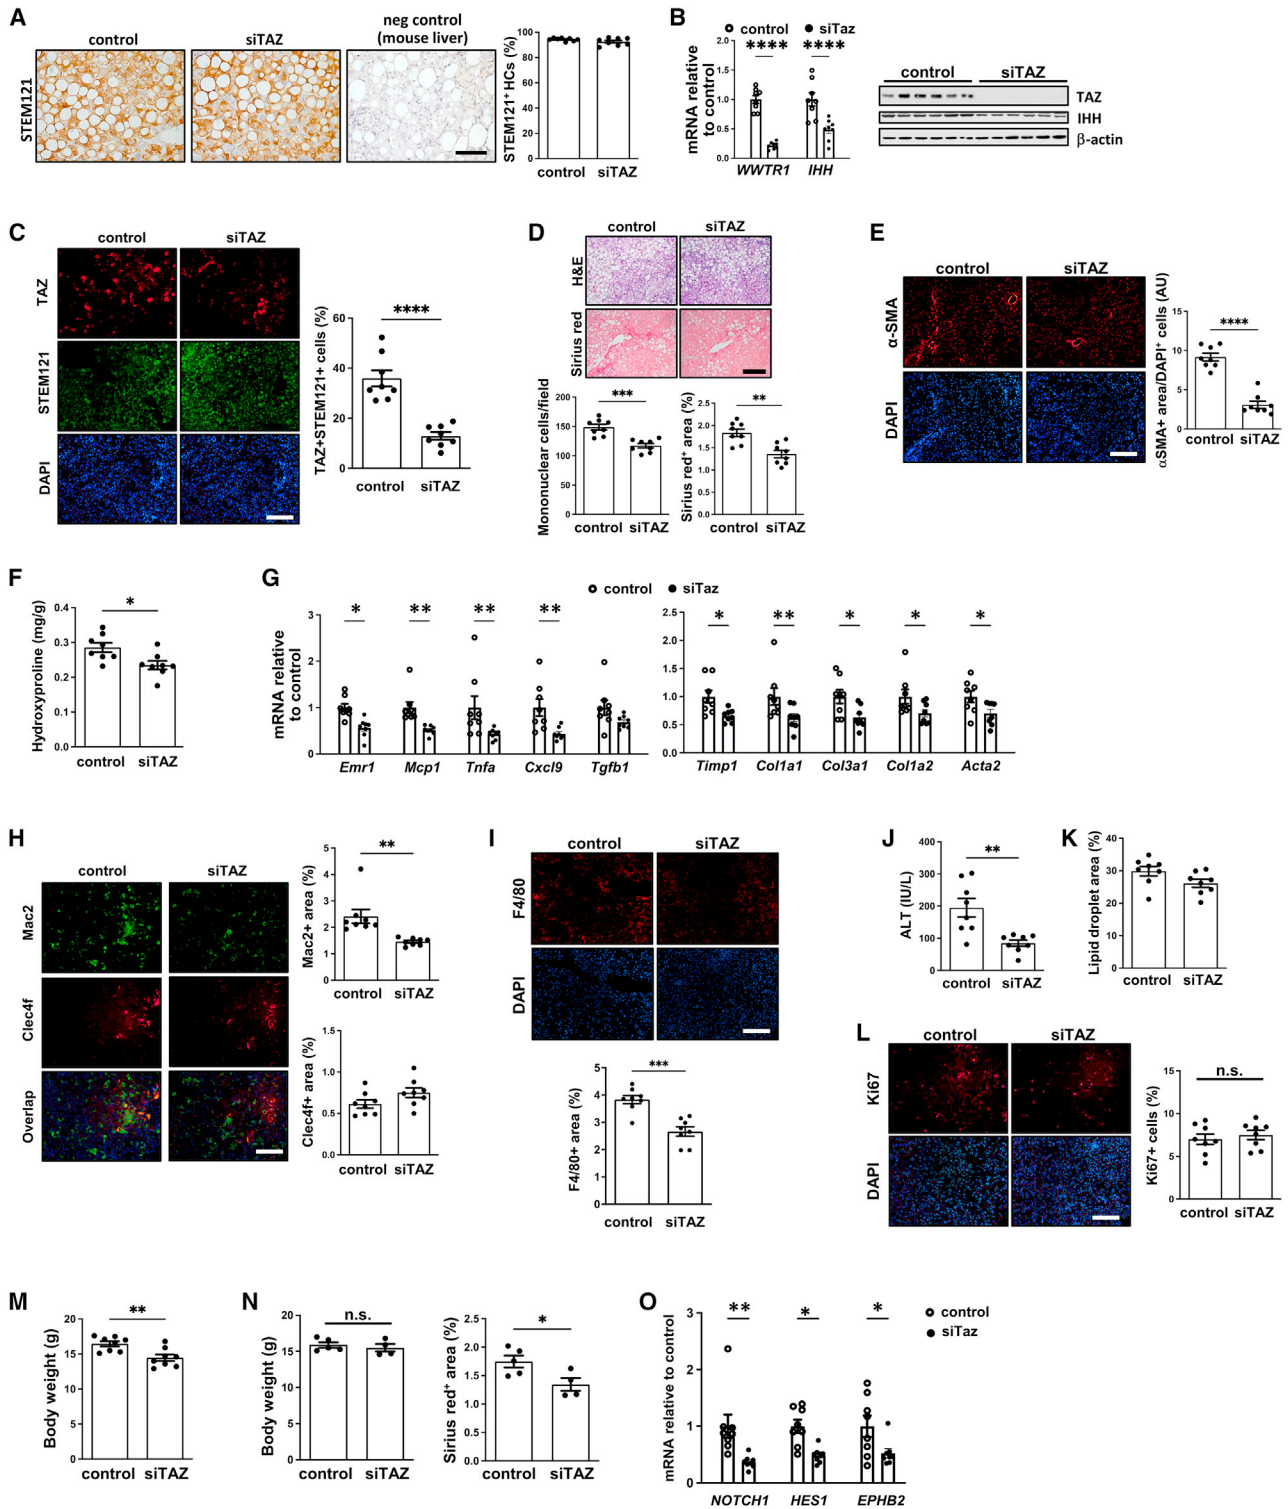 A
control
siTAZ
neg control
(mouse liver)
STEM121
STEM121+ HCs (%)
100
80
60
40
20
0
control siTAZ
B
control siTaz
**** ****
mRNA relative
to control
2.0
1.5
1.0
0.5
0.0
WWTR1 IHH
control siTAZ
TAZ
IHH
β-actin
C
control siTAZ
TAZ
STEM121
DAPI
TAZ+STEM121+ cells (%)
60
40
20
0
****
control siTAZ
D
control siTAZ
H&E
Sirius red
Mononuclear cells/field
200
150
100
50
0
***
control siTAZ
Sirius red+ area (%)
2.5
2.0
1.5
1.0
0.5
0.0
**
control siTAZ
E
control siTAZ
α-SMA
DAPI
αSMA+ area/DAPI+ cells (AU)
15
10
5
0
****
control siTAZ
F
Hydroxyproline (mg/g)
0.4
0.3
0.2
0.1
0.0
*
control siTAZ
G
control siTaz
mRNA relative
to control
3
2
1
0
* ** ** **
Emr1 Mcp1 Tnfa Cxcl9 Tgfb1
2.5
2.0
1.5
1.0
0.5
0
* ** * * *
Timp1 Col1a1 Col3a1 Col1a2 Acta2
H
control siTAZ
Mac2
Clec4f
Overlap
Mac2+ area (%)
5
4
3
2
1
0
**
control siTAZ
Clec4f+ area (%)
1.5
1.0
0.5
0.0
control siTAZ
I
control siTAZ
F4/80
DAPI
F4/80+ area (%)
5
4
3
2
1
0
***
control siTAZ
J
ALT (IU/L)
400
300
200
100
0
**
control siTAZ
K
Lipid droplet area (%)
40
30
20
10
0
control siTAZ
L
control siTAZ
Ki67
DAPI
Ki67+ cells (%)
15
10
5
0
n.s.
control siTAZ
M
Body weight (g)
20
15
10
5
0
**
control siTAZ
N
Body weight (g)
20
15
10
5
0
n.s.
control siTAZ
Sirius red+ area (%)
2.5
2.0
1.5
1.0
0.5
0.0
*
control siTAZ
O
mRNA relative to control
3
2
1
0
** * *
NOTCH1 HES1 EPHB2
control
siTaz